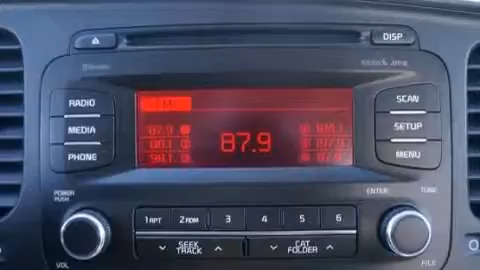 DISP
RADIO
MEDIA
PHONE
87.9
SCAN
SETUP
MENU
POWER
PUSH
ENTER
TUNE
1 RPT
2 RDM
3
4
5
6
SEEK
TRACK
CAT
FOLDER
VOL
FILE